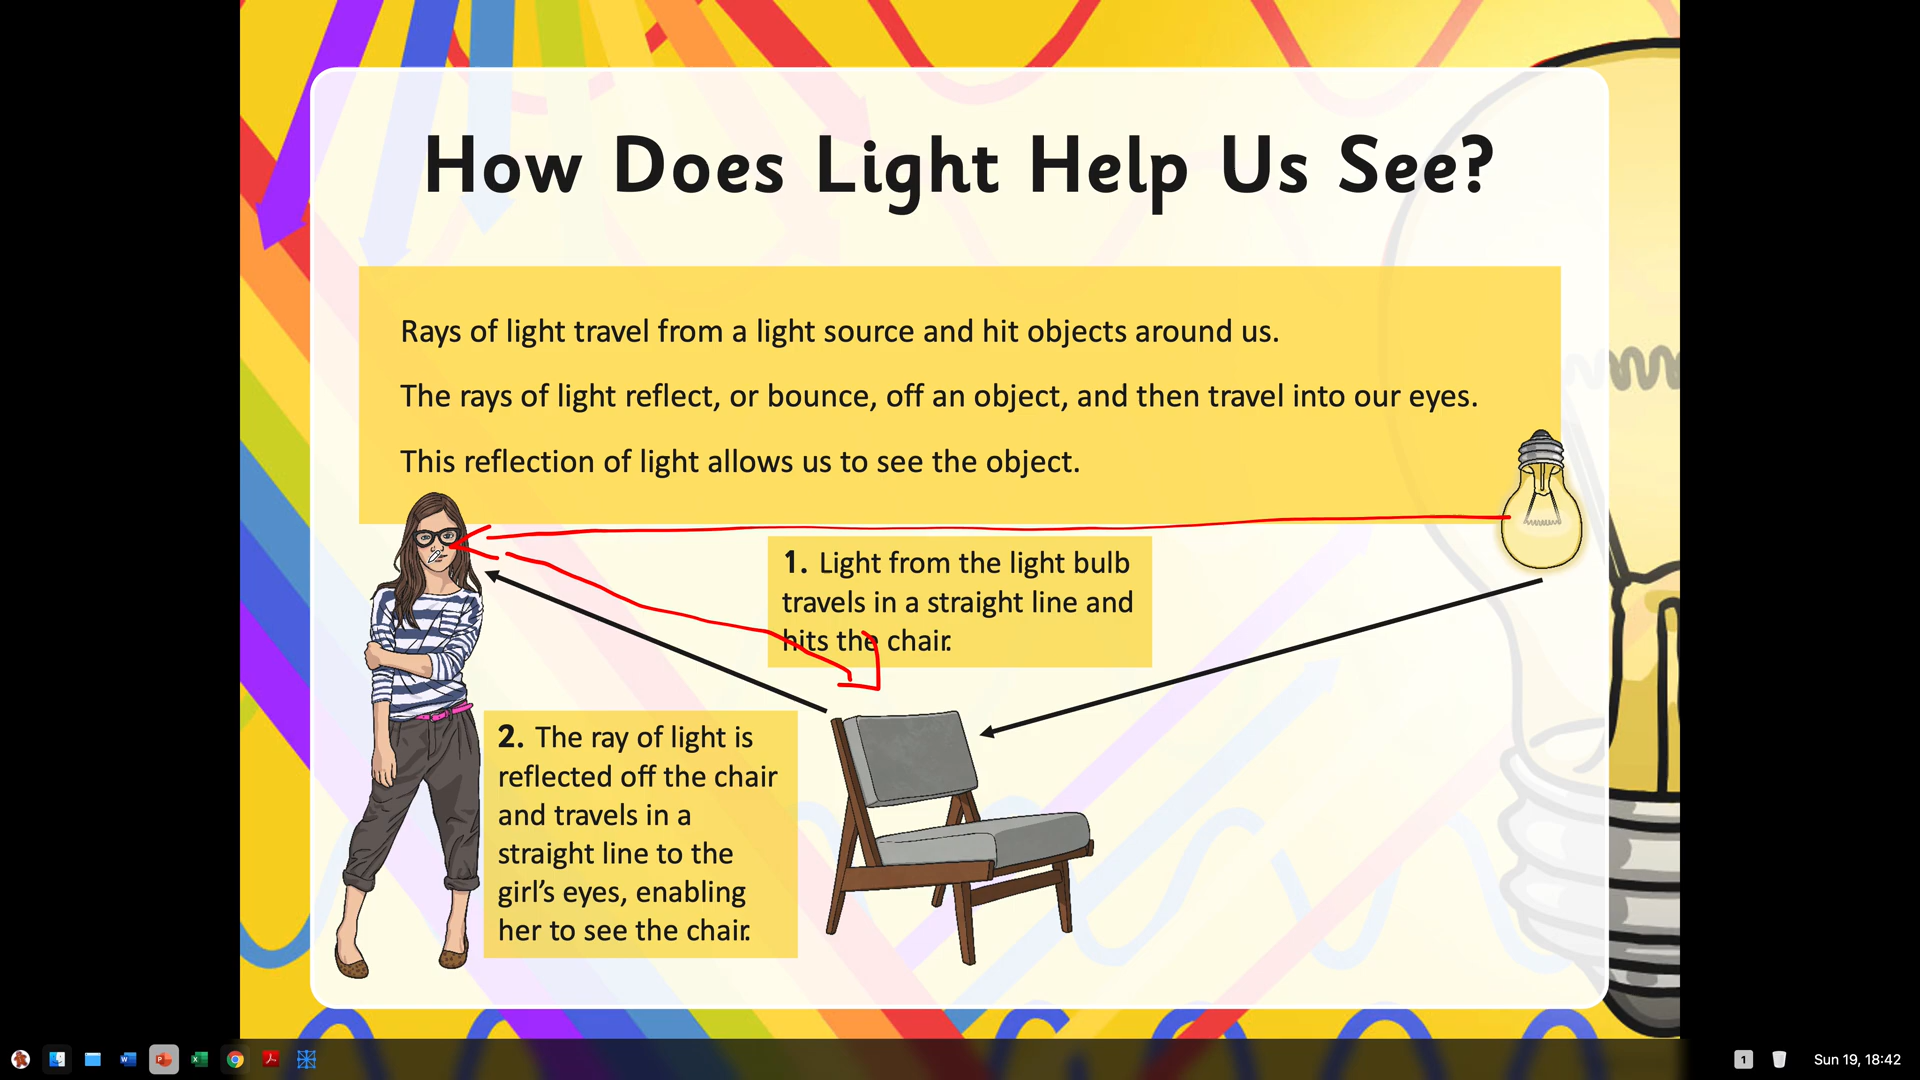 How Does Light Help Us See?
Rays of light travel from a light source and hit objects around us.
The rays of light reflect, or bounce, off an object, and then travel into our eyes.
This reflection of light allows us to see the object.
1. Light from the light bulb
travels in a straight line and
hits the chair.
2. The ray of light is
reflected off the chair
and travels in a
straight line to the
girl’s eyes, enabling
her to see the chair.
1
Sun 19, 18:42